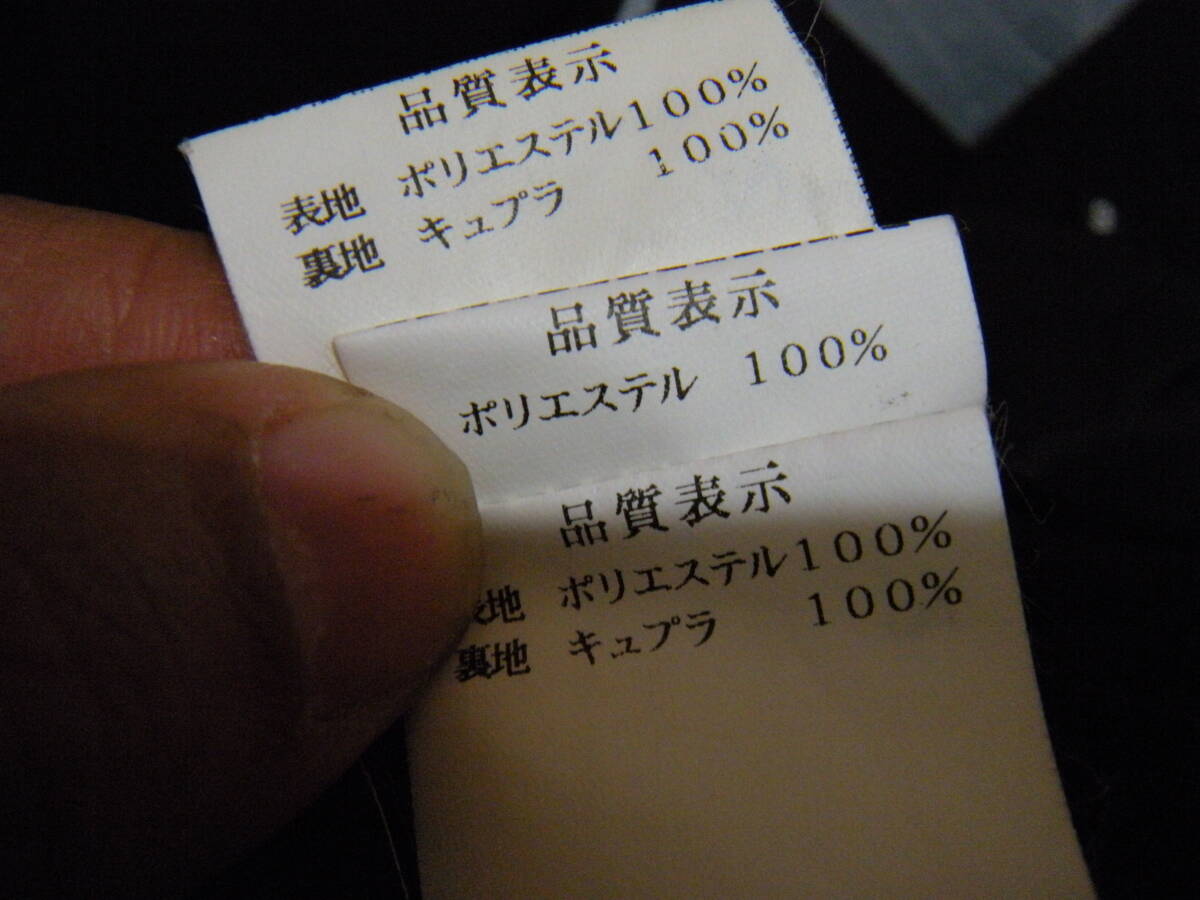 品質表示
表地 ポリエステル100%
裏地 キュプラ 100%
品質表示
ポリエステル 100%
品質表示
表地 ポリエステル100%
裏地 キュプラ 100%